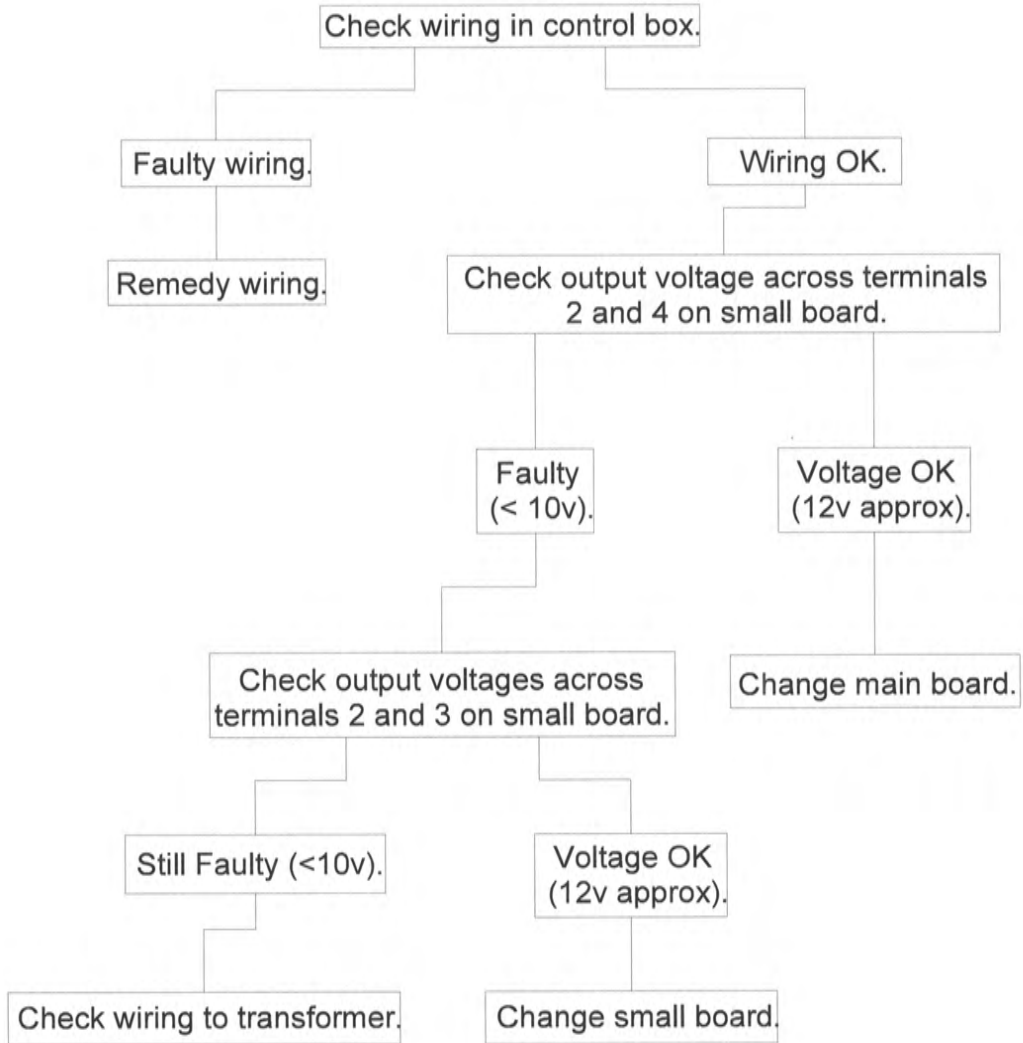 Check wiring in control box.
Faulty wiring.
Wiring OK.
Remedy wiring.
Check output voltage across terminals
2 and 4 on small board.
Faulty
(< 10v).
Voltage OK
(12v approx).
Check output voltages across
terminals 2 and 3 on small board.
Change main board.
Still Faulty (<10v).
Voltage OK
(12v approx).
Check wiring to transformer.
Change small board.